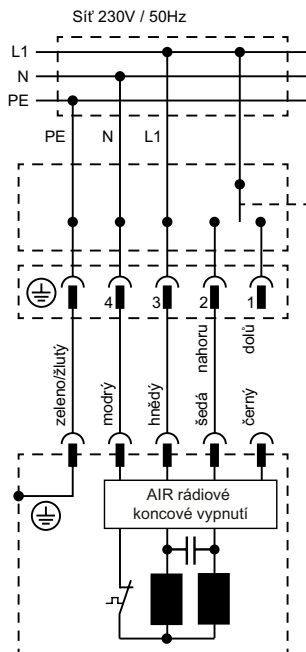 Síť 230V / 50Hz
L1
N
PE
PE N L1
4 3 2 1
zeleno/žlutý
modrý
hnědý
šedá
nahoru
černý
dolů
AIR rádiové
koncové vypnutí